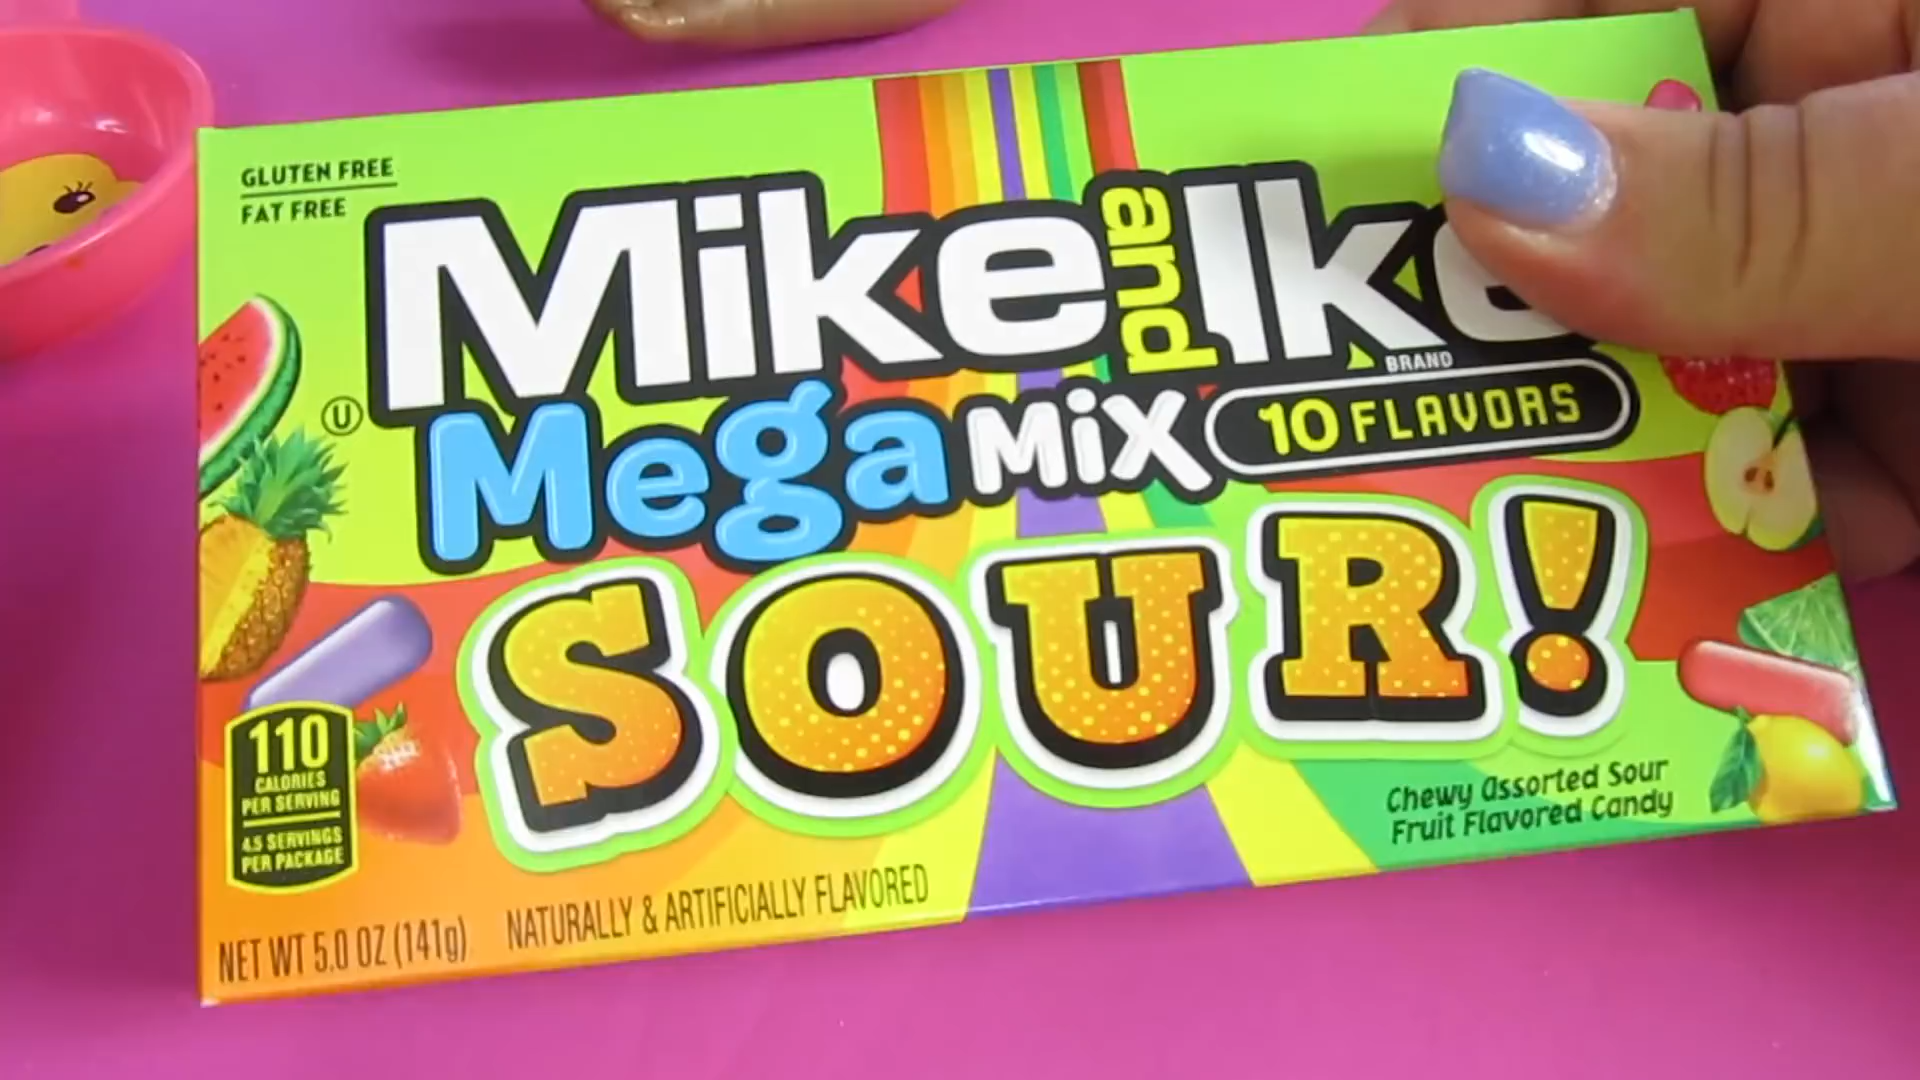 GLUTEN FREE
FAT FREE
Mike and Ike
BRAND
U
Mega Mix 10 FLAVORS
SOUR!
110
CALORIES
PER SERVING
4.5 SERVINGS
PER PACKAGE
Chewy Assorted Sour
Fruit Flavored Candy
NATURALLY & ARTIFICIALLY FLAVORED
NET WT 5.0 OZ (141g)